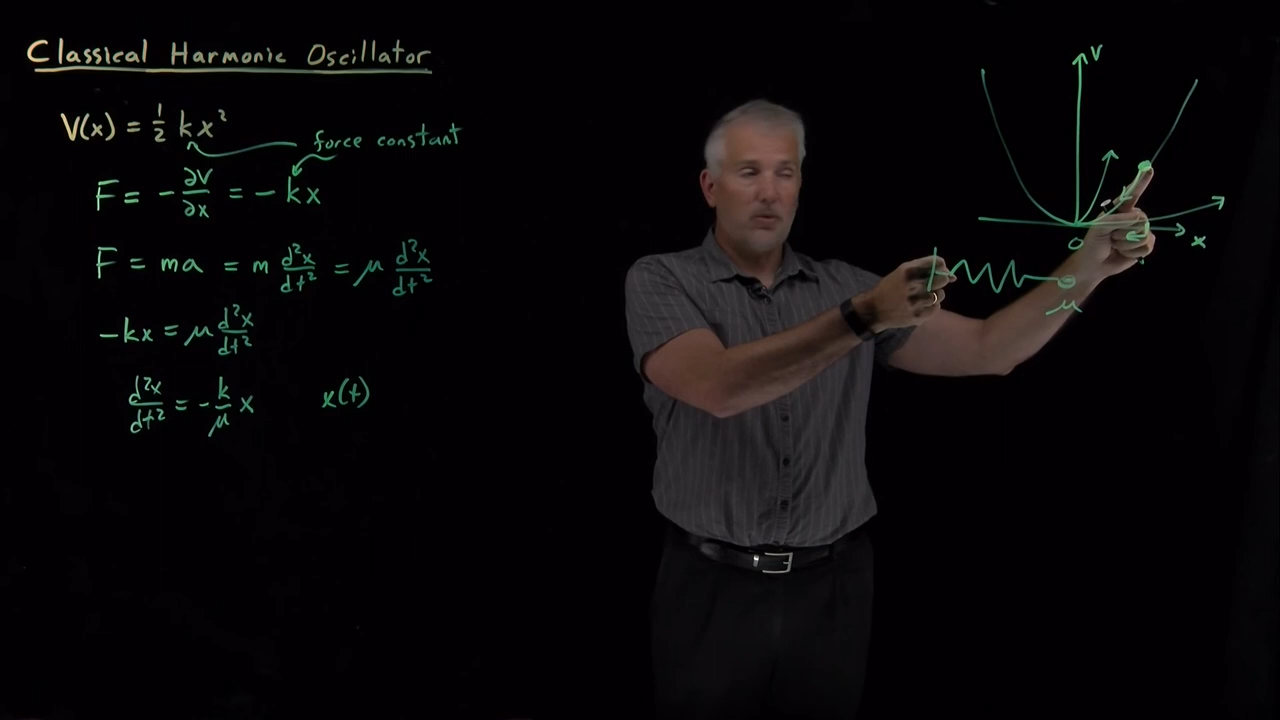 Classical Harmonic Oscillator
V(x) = 1/2 kx²
force constant
F = - ∂V/∂x = - kx
F = ma = m d²x/dt² = μ d²x/dt²
-kx = μ d²x/dt²
d²x/dt² = - k/μ x x(t)
V
0 x
μ